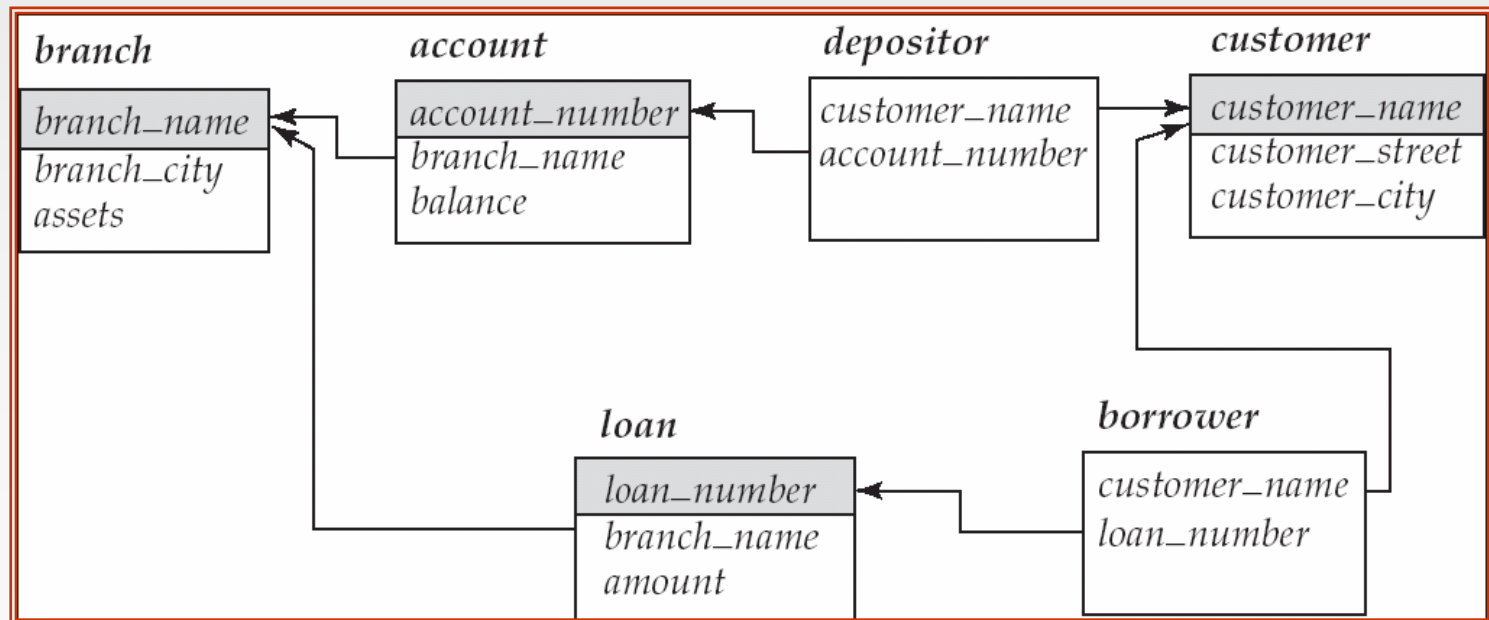 branch
branch_name
branch_city
assets
account
account_number
branch_name
balance
depositor
customer_name
account_number
customer
customer_name
customer_street
customer_city
loan
loan_number
branch_name
amount
borrower
customer_name
loan_number